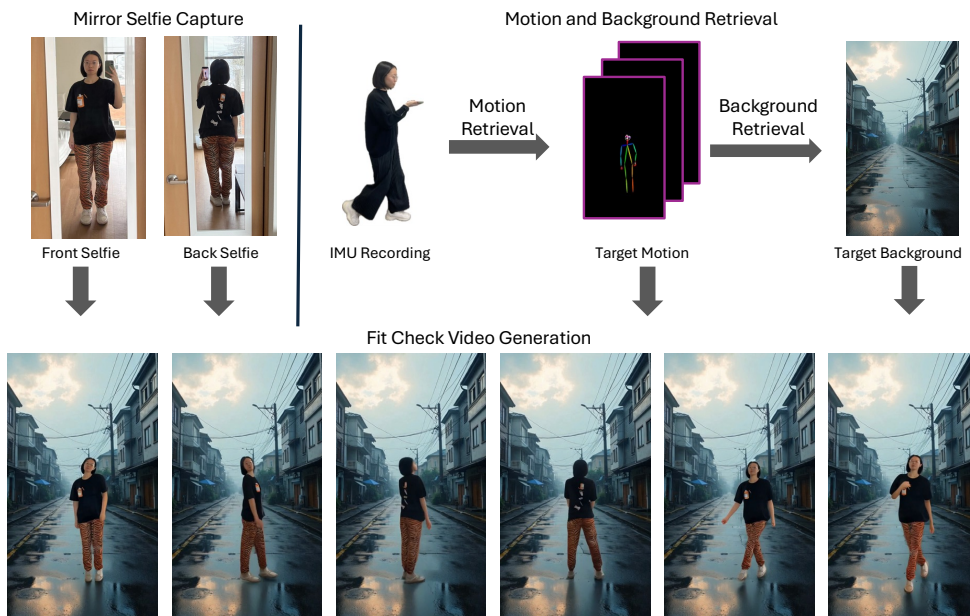 Mirror Selfie Capture
Motion and Background Retrieval
Motion
Retrieval
Background
Retrieval
Front Selfie
Back Selfie
IMU Recording
Target Motion
Target Background
Fit Check Video Generation